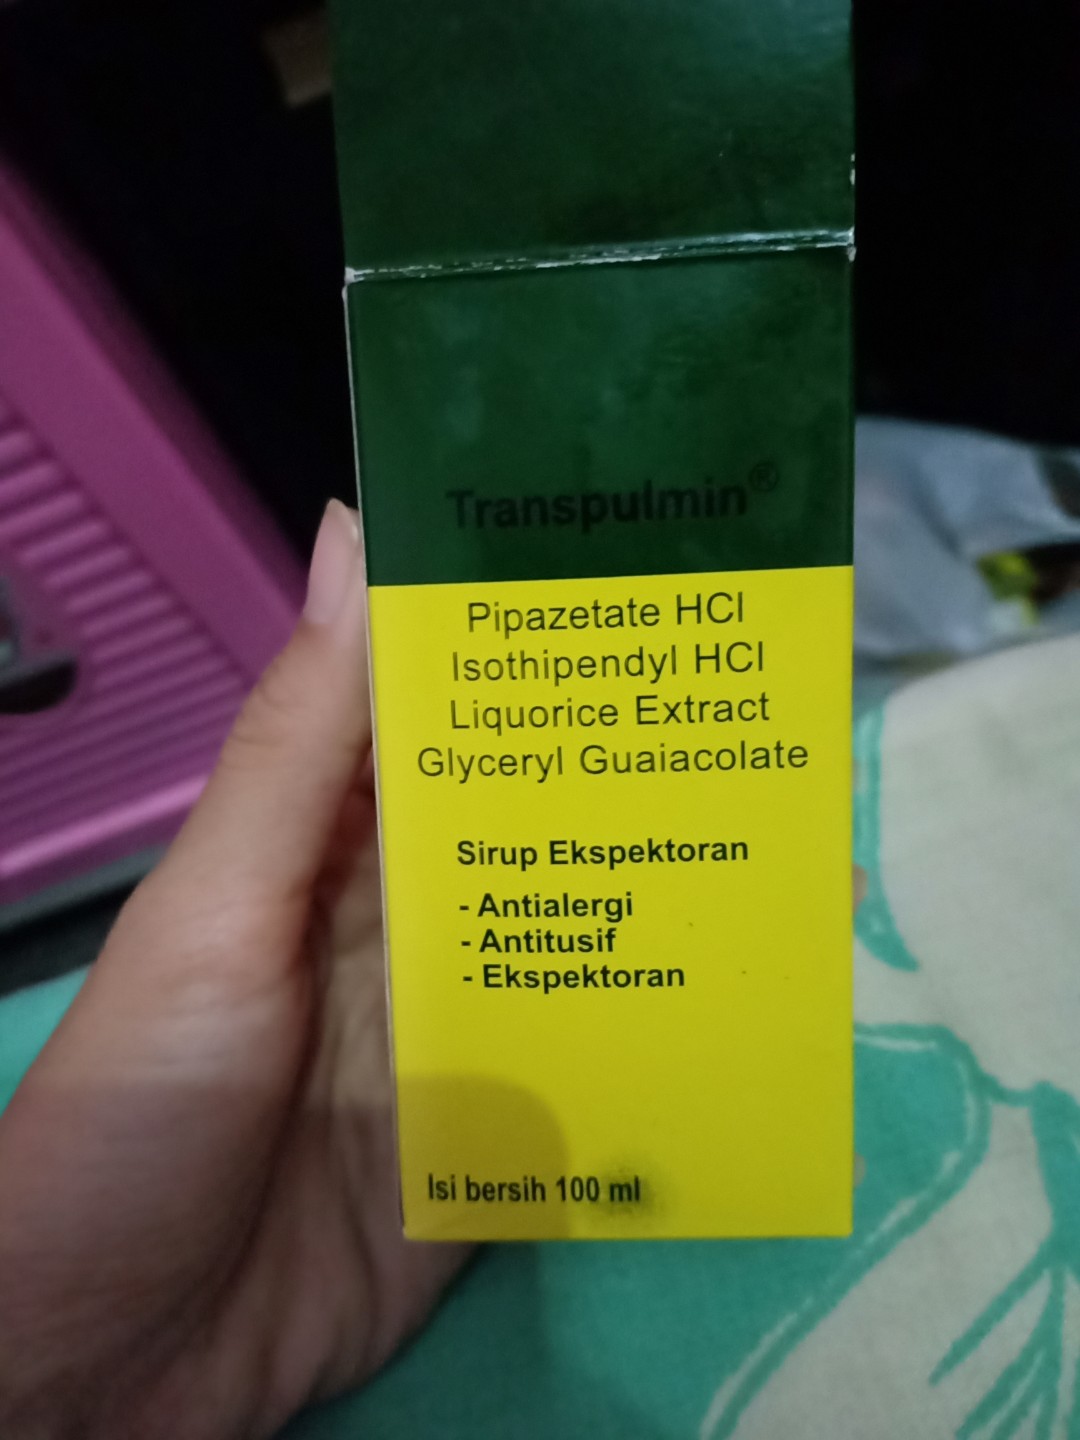 Transpulmin®
Pipazetate HCl
Isothipendyl HCl
Liquorice Extract
Glyceryl Guaiacolate
Sirup Ekspektoran
- Antialergi
- Antitusif
- Ekspektoran
Isi bersih 100 ml